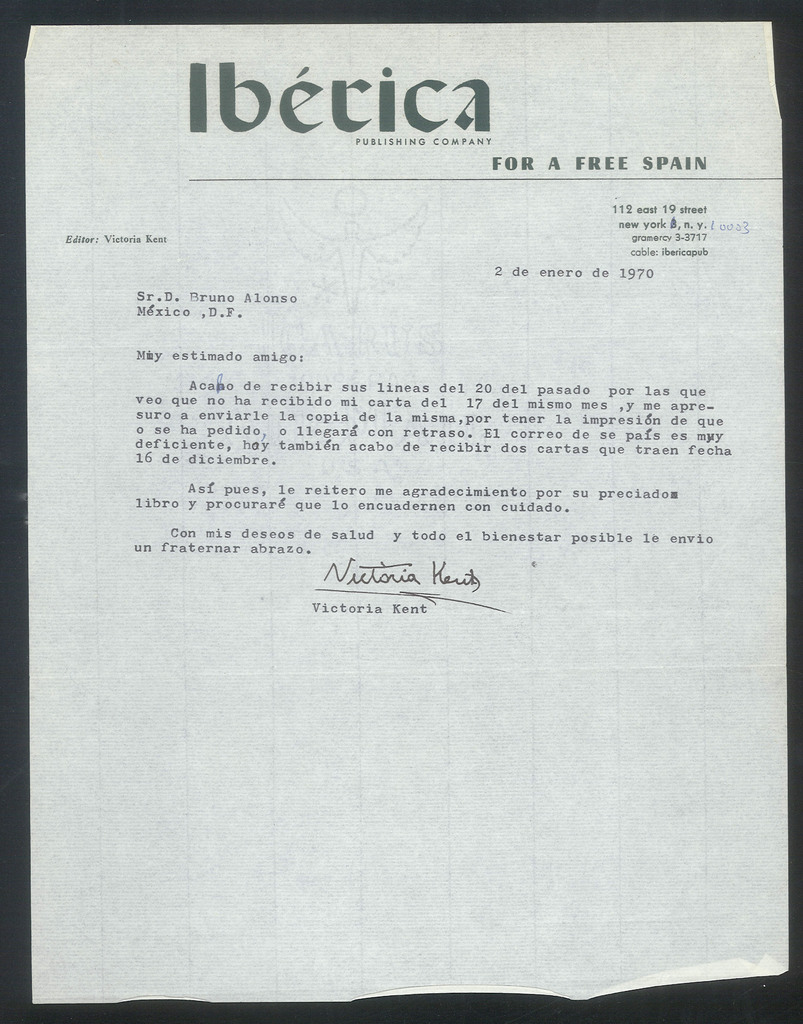 Ibérica
PUBLISHING COMPANY
FOR A FREE SPAIN
112 east 19 street
new york 3, n. y. 10003
gramercy 3-3717
cable: ibericapub
Editor: Victoria Kent
2 de enero de 1970
Sr.D. Bruno Alonso
México ,D.F.
Muy estimado amigo:
Acabo de recibir sus lineas del 20 del pasado por las que
veo que no ha recibido mi carta del 17 del mismo mes ,y me apre-
suro a enviarle la copia de la misma,por tener la impresión de que
o se ha pedido, o llegará con retraso. El correo de se país es muy
deficiente, hoy también acabo de recibir dos cartas que traen fecha
16 de diciembre.
Así pues, le reitero me agradecimiento por su preciado
libro y procuraré que lo encuadernen con cuidado.
Con mis deseos de salud y todo el bienestar posible le envio
un fraternar abrazo.
Victoria Kent
Victoria Kent